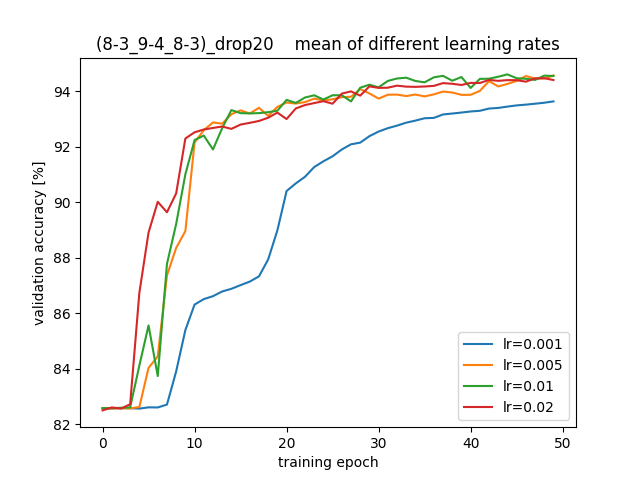 (8-3_9-4_8-3)_drop20    mean of different learning rates
validation accuracy [%]
94
92
90
88
86
84
82
0 10 20 30 40 50
training epoch
lr=0.001
lr=0.005
lr=0.01
lr=0.02